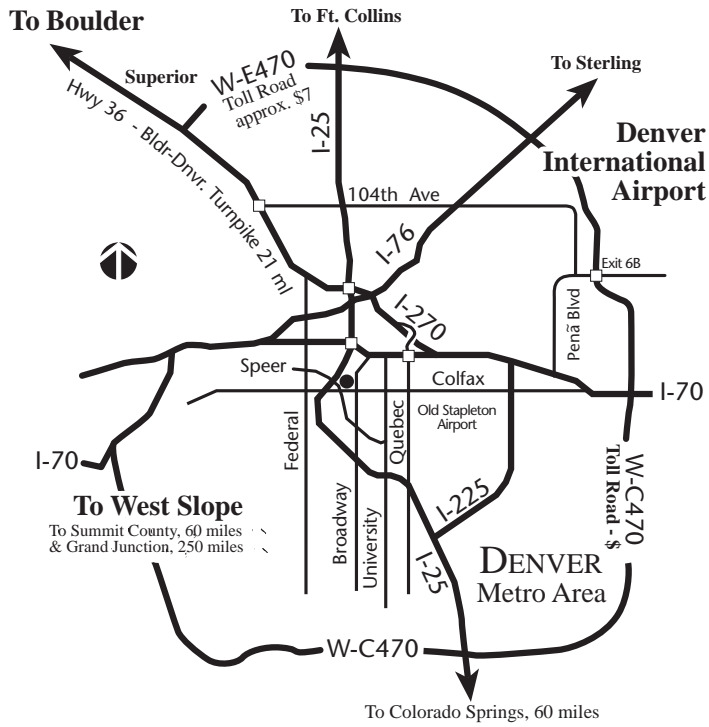 To Boulder
To Ft. Collins
Superior
W-E470
Toll Road
approx. $7
To Sterling
Hwy 36 - Bldr-Dnvr. Turnpike 21 ml
I-25
Denver
International
Airport
104th Ave
I-76
Exit 6B
I-270
Penã Blvd
Speer
Colfax
I-70
Old Stapleton
Airport
Federal
Quebec
I-70
W-C470
Toll Road - $
To West Slope
To Summit County, 60 miles
& Grand Junction, 250 miles
Broadway
University
I-225
I-25
DENVER
Metro Area
W-C470
To Colorado Springs, 60 miles